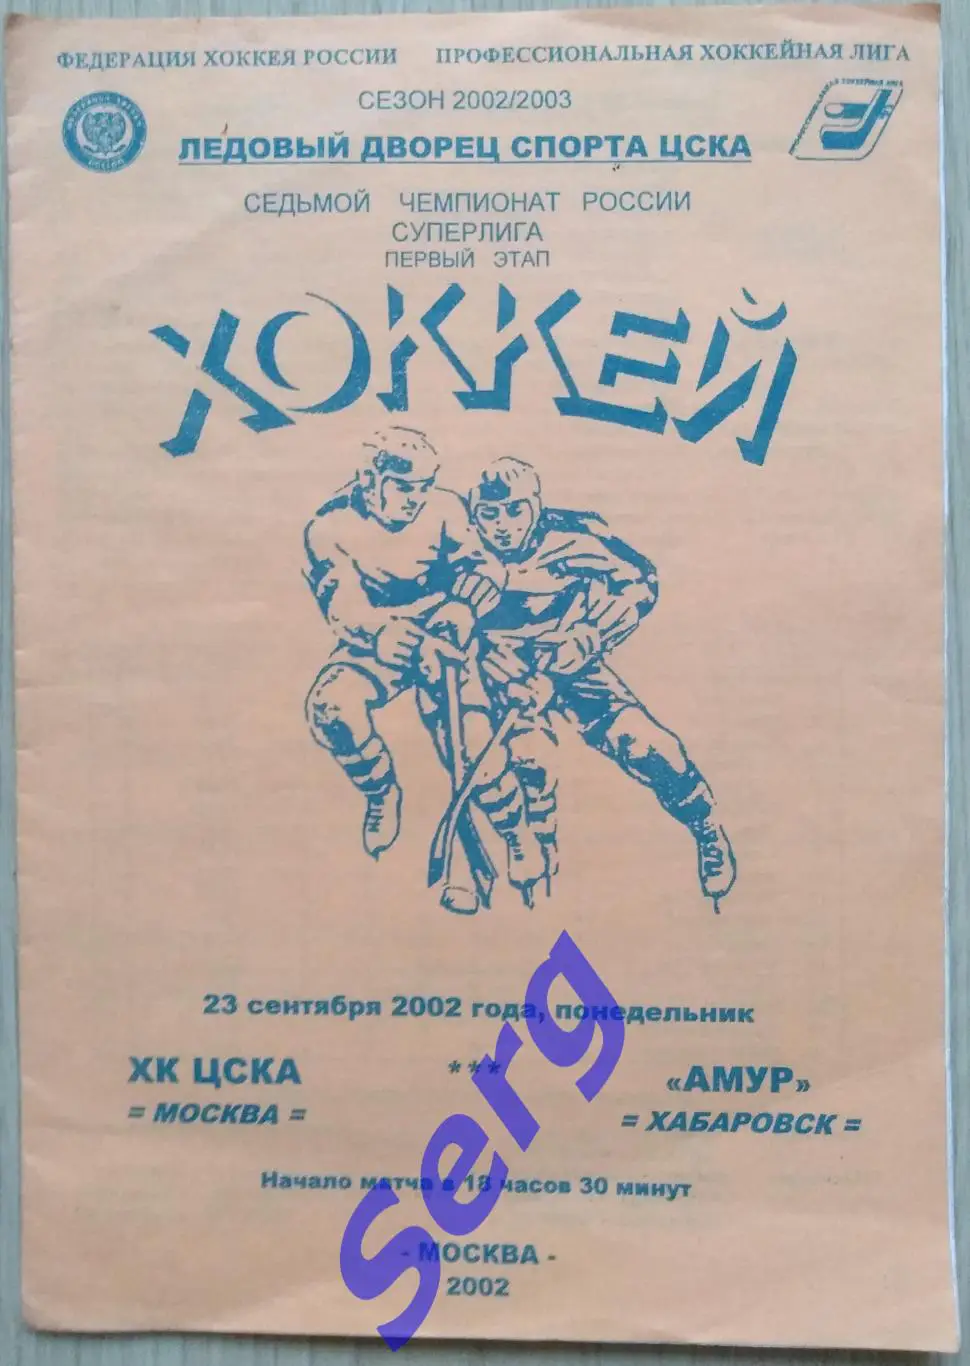 ФЕДЕРАЦИЯ ХОККЕЯ РОССИИ ПРОФЕССИОНАЛЬНАЯ ХОККЕЙНАЯ ЛИГА
СЕЗОН 2002/2003
ЛЕДОВЫЙ ДВОРЕЦ СПОРТА ЦСКА
СЕДЬМОЙ ЧЕМПИОНАТ РОССИИ
СУПЕРЛИГА
ПЕРВЫЙ ЭТАП
ХОККЕЙ
23 сентября 2002 года, понедельник
ХК ЦСКА *** «АМУР»
= МОСКВА = = ХАБАРОВСК =
Начало матча в 18 часов 30 минут
- МОСКВА -
2002
Serg